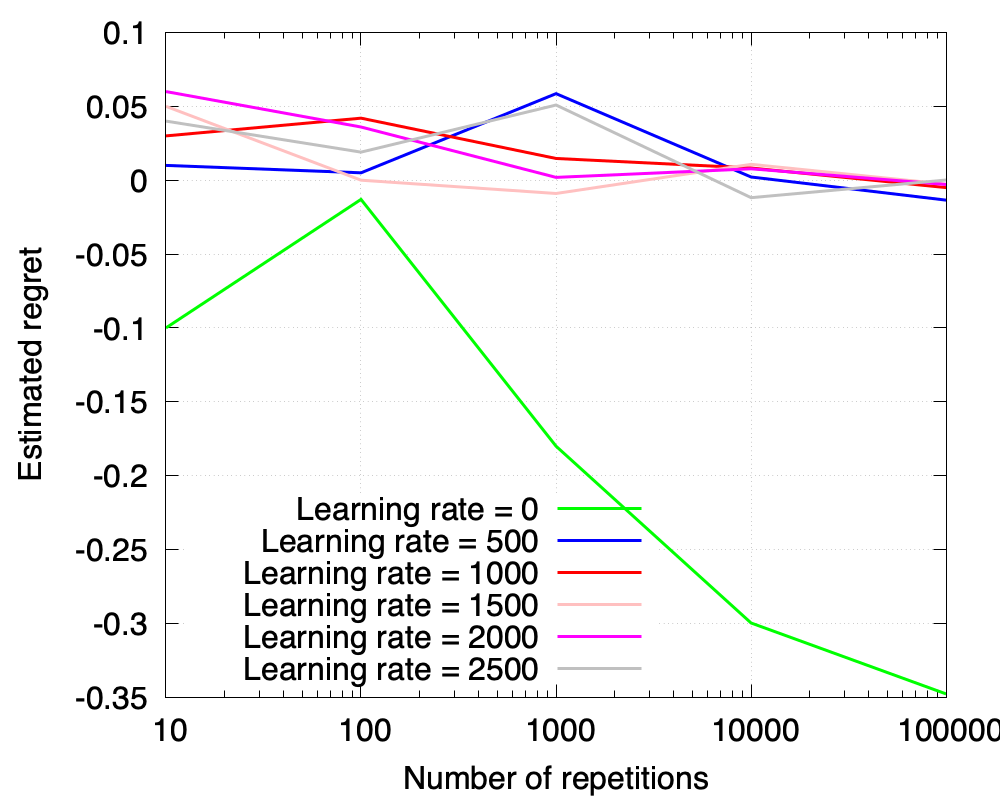 0.1
0.05
0
-0.05
-0.1
-0.15
-0.2
-0.25
-0.3
-0.35
Estimated regret
Learning rate = 0
Learning rate = 500
Learning rate = 1000
Learning rate = 1500
Learning rate = 2000
Learning rate = 2500
10 100 1000 10000 100000
Number of repetitions